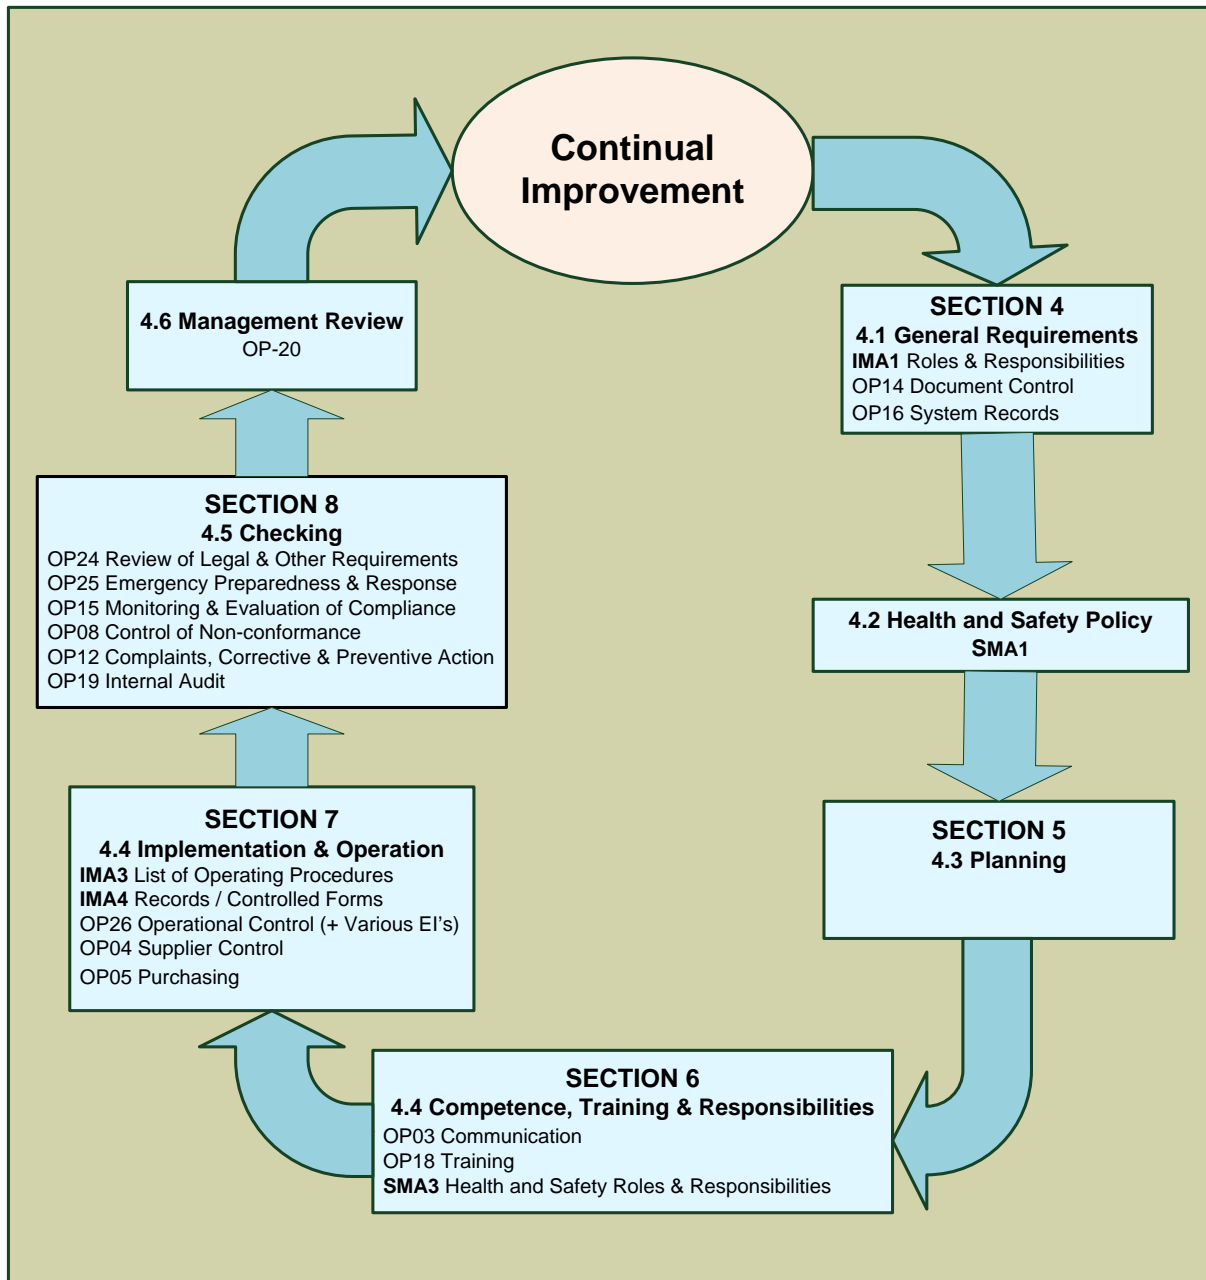 Continual
Improvement
SECTION 4
4.1 General Requirements
IMA1 Roles & Responsibilities
OP14 Document Control
OP16 System Records
4.2 Health and Safety Policy
SMA1
SECTION 5
4.3 Planning
SECTION 6
4.4 Competence, Training & Responsibilities
OP03 Communication
OP18 Training
SMA3 Health and Safety Roles & Responsibilities
SECTION 7
4.4 Implementation & Operation
IMA3 List of Operating Procedures
IMA4 Records / Controlled Forms
OP26 Operational Control (+ Various EI's)
OP04 Supplier Control
OP05 Purchasing
SECTION 8
4.5 Checking
OP24 Review of Legal & Other Requirements
OP25 Emergency Preparedness & Response
OP15 Monitoring & Evaluation of Compliance
OP08 Control of Non-conformance
OP12 Complaints, Corrective & Preventive Action
OP19 Internal Audit
4.6 Management Review
OP-20